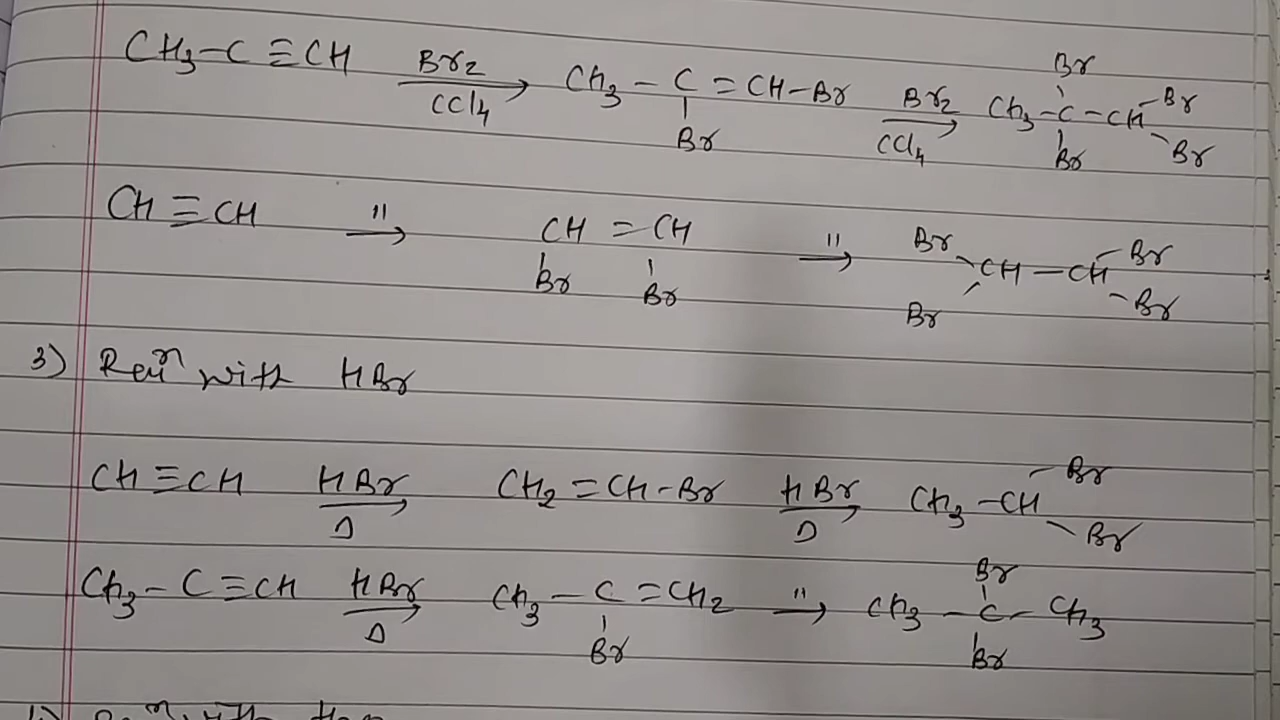 CH3-C≡CH Br2/CCl4 → CH3-C(Br)=CH-Br Br2/CCl4 → CH3-C(Br)(Br)-CH(Br)(Br)
CH≡CH " → CH(Br)=CH(Br) " → (Br)(Br)CH-CH(Br)(Br)
3) Reiⁿ with HBr
CH≡CH HBr/Δ → CH2=CH-Br HBr/Δ → CH3-CH(Br)(Br)
CH3-C≡CH HBr/Δ → CH3-C(Br)=CH2 " → CH3-C(Br)(Br)-CH3